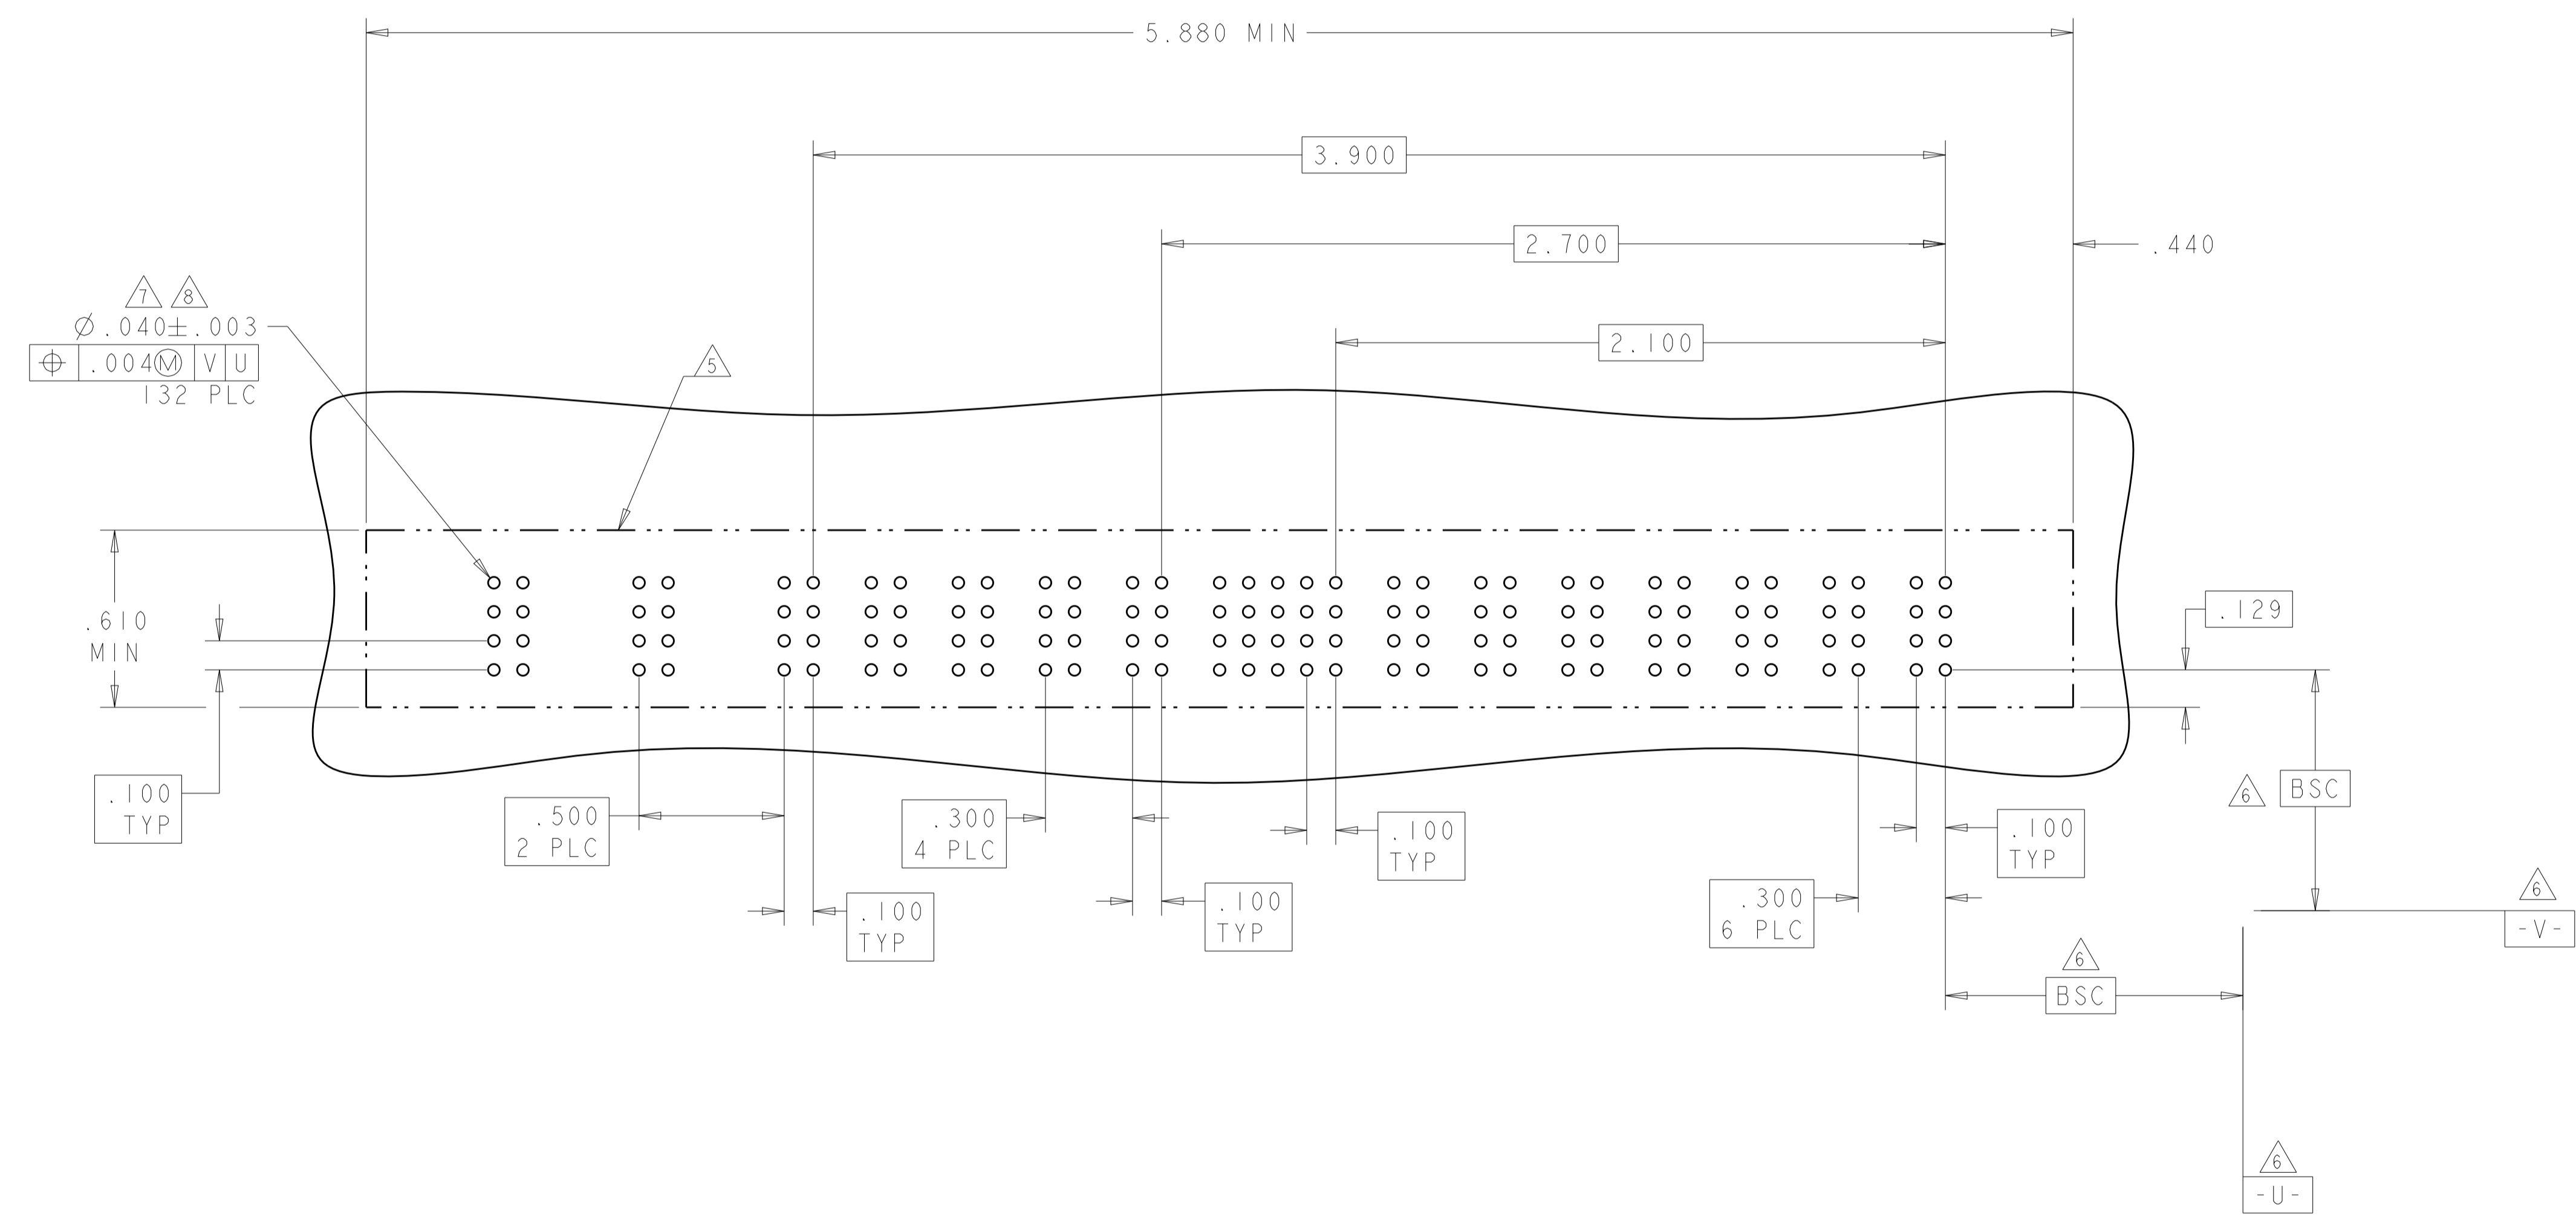 5.880 MIN
3.900
2.700
.440
7 8
Ø.040±.003
⌖ .004Ⓜ V U
132 PLC
2.100
5
.610
MIN
.129
.100
TYP
.500
2 PLC
.300
4 PLC
.100
TYP
.100
TYP
6 BSC
.100
TYP
.100
TYP
.300
6 PLC
6
-V-
6
BSC
6
-U-